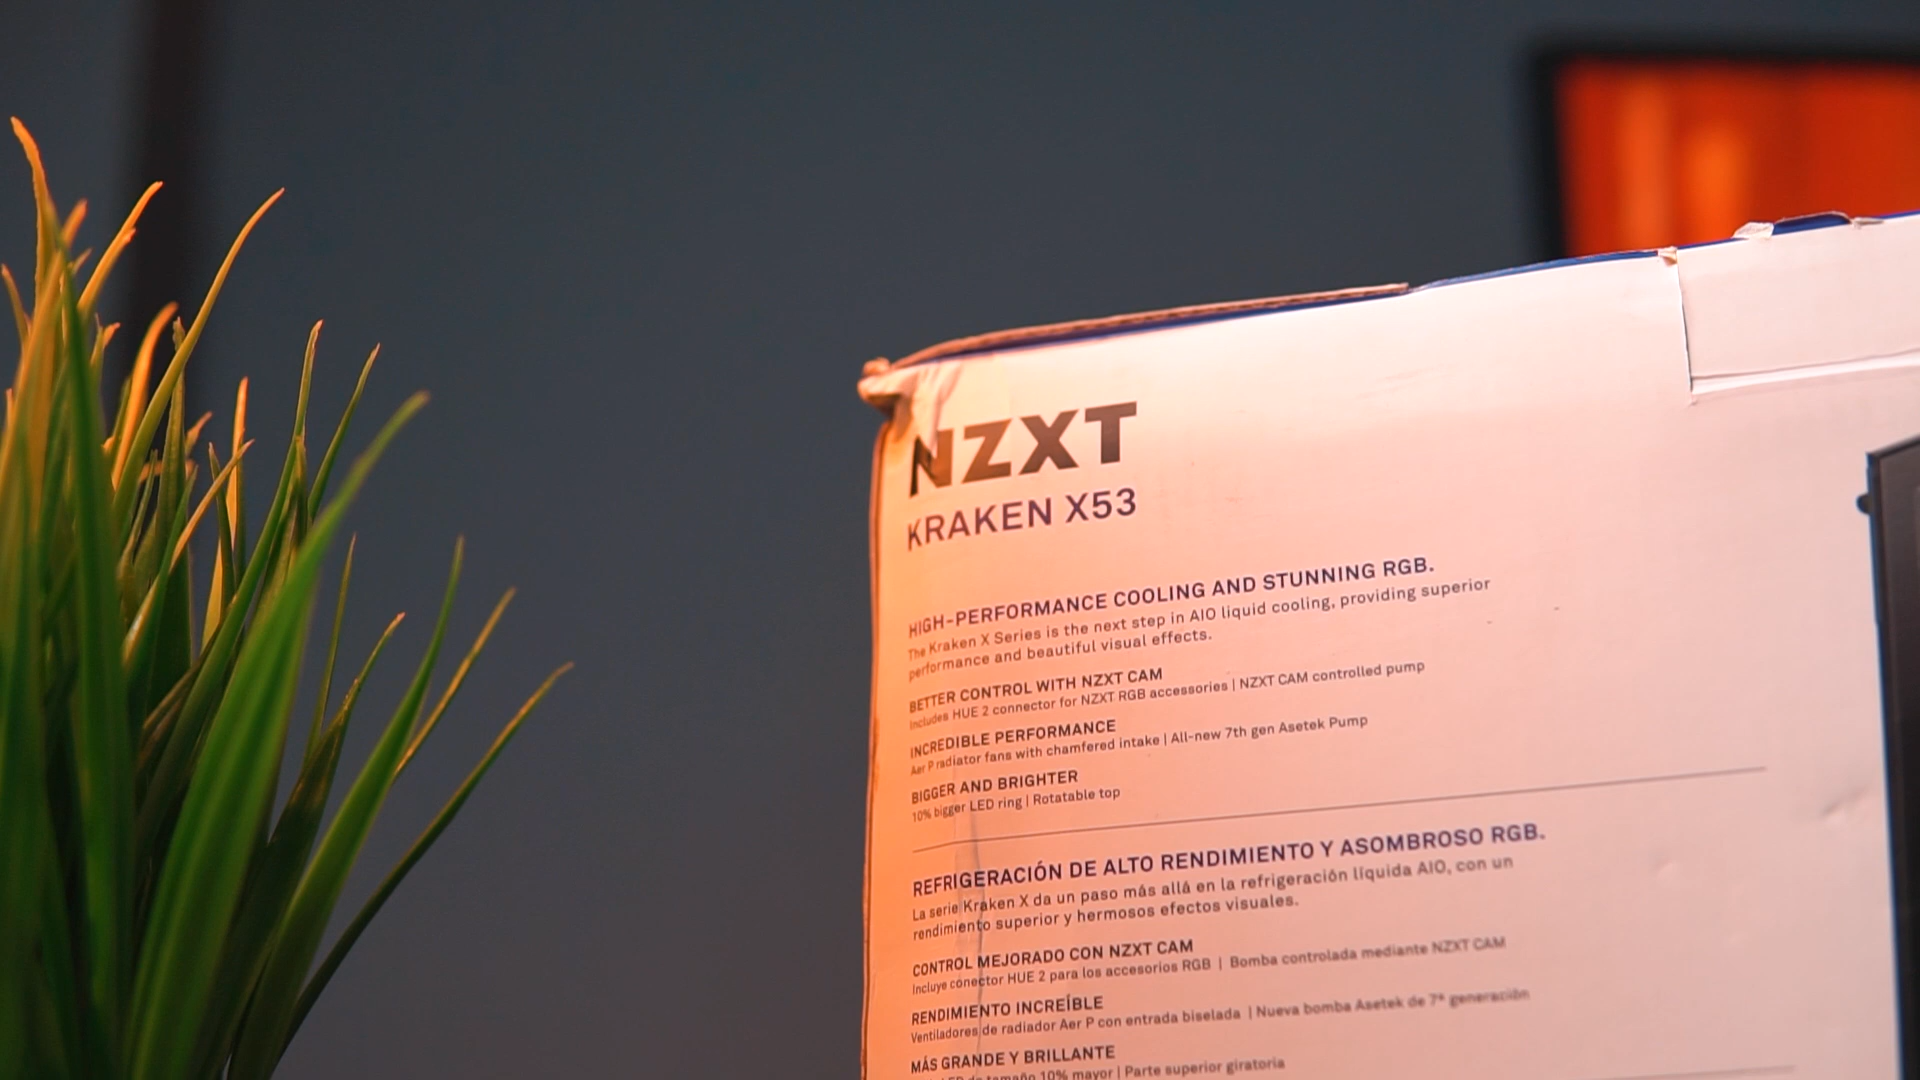 NZXT
KRAKEN X53
HIGH-PERFORMANCE COOLING AND STUNNING RGB.
The Kraken X Series is the next step in AIO liquid cooling, providing superior
performance and beautiful visual effects.
BETTER CONTROL WITH NZXT CAM
Includes HUE 2 connector for NZXT RGB accessories | NZXT CAM controlled pump
INCREDIBLE PERFORMANCE
Aer P radiator fans with chamfered intake | All-new 7th gen Asetek Pump
BIGGER AND BRIGHTER
10% bigger LED ring | Rotatable top
REFRIGERACIÓN DE ALTO RENDIMIENTO Y ASOMBROSO RGB.
La serie Kraken X da un paso más allá en la refrigeración líquida AIO, con un
rendimiento superior y hermosos efectos visuales.
CONTROL MEJORADO CON NZXT CAM
Incluye conector HUE 2 para los accesorios RGB | Bomba controlada mediante NZXT CAM
RENDIMIENTO INCREÍBLE
Ventiladores de radiador Aer P con entrada biselada | Nueva bomba Asetek de 7ª generación
MÁS GRANDE Y BRILLANTE
LED de tamaño 10% mayor | Parte superior giratoria